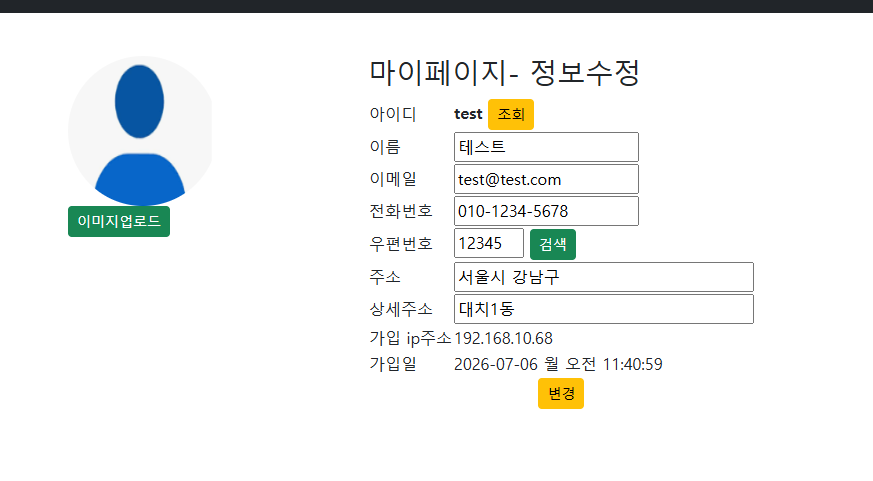 마이페이지- 정보수정
아이디 test 조회
이름 테스트
이메일 test@test.com
전화번호 010-1234-5678
이미지업로드
우편번호 12345 검색
주소 서울시 강남구
상세주소 대치1동
가입 ip주소 192.168.10.68
가입일 2026-07-06 월 오전 11:40:59
변경